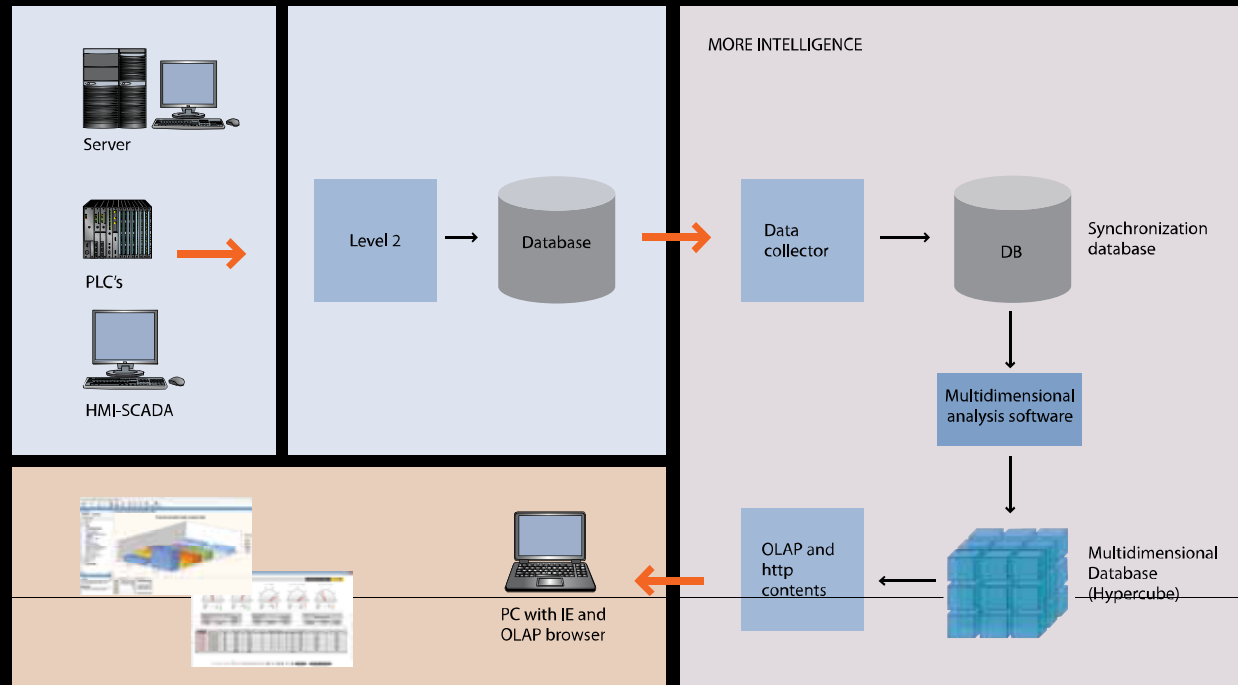 MORE INTELLIGENCE
Server
PLC's
HMI-SCADA
Level 2
Database
Data
collector
DB
Synchronization
database
Multidimensional
analysis software
Multidimensional
Database
(Hypercube)
OLAP and
http
contents
PC with IE and
OLAP browser